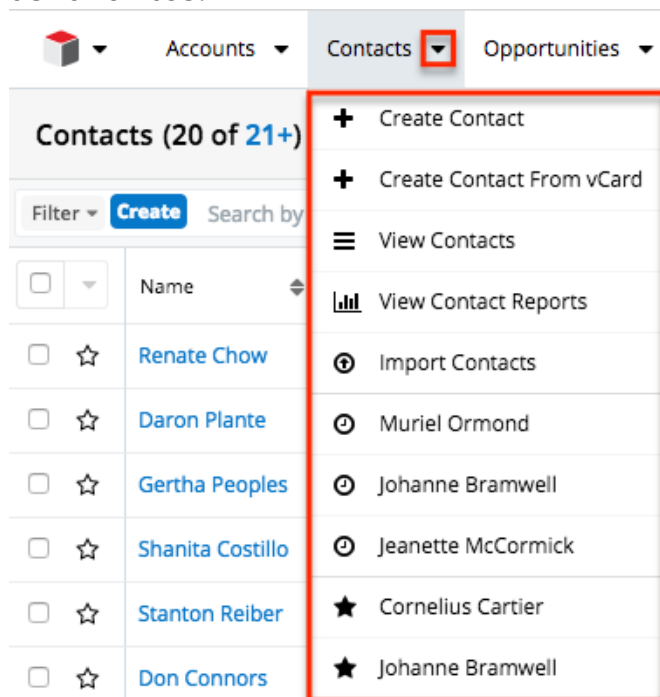 Accounts Contacts Opportunities
Contacts (20 of 21+)
Filter Create Search by
Name
Renate Chow
Daron Plante
Gertha Peoples
Shanita Costillo
Stanton Reiber
Don Connors
Create Contact
Create Contact From vCard
View Contacts
View Contact Reports
Import Contacts
Muriel Ormond
Johanne Bramwell
Jeanette McCormick
Cornelius Cartier
Johanne Bramwell